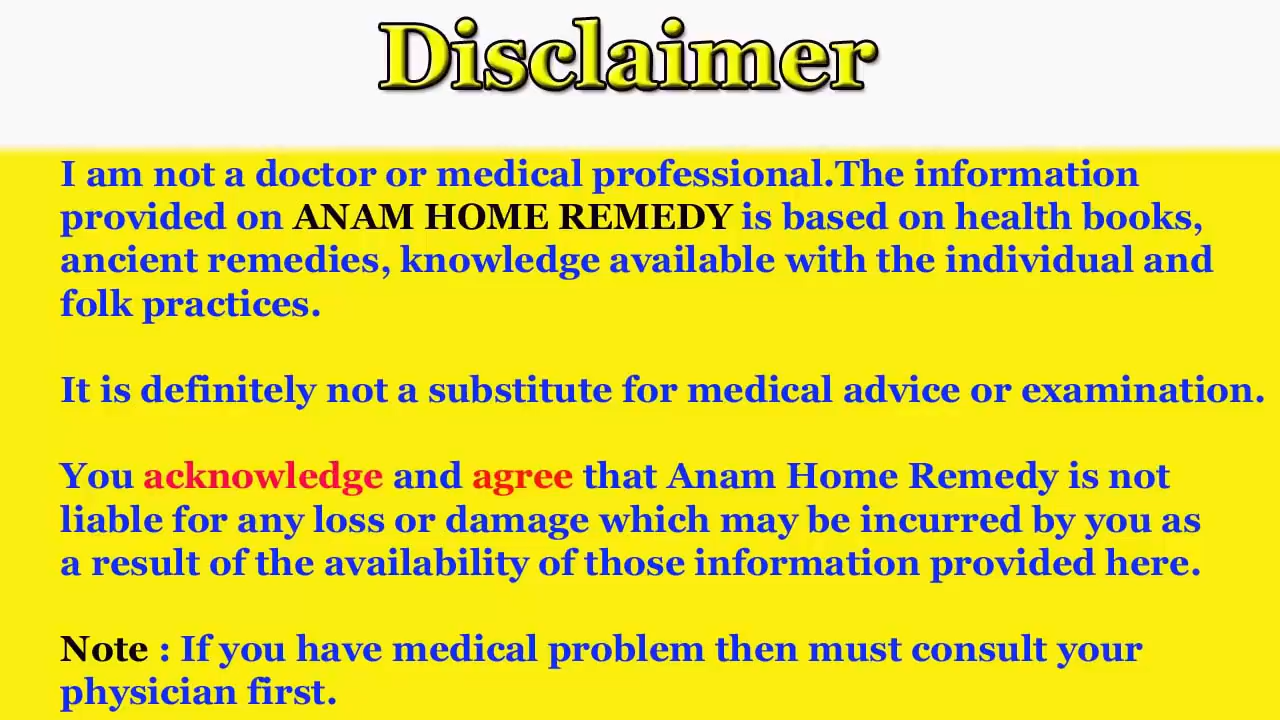 Disclaimer
I am not a doctor or medical professional.The information
provided on ANAM HOME REMEDY is based on health books,
ancient remedies, knowledge available with the individual and
folk practices.
It is definitely not a substitute for medical advice or examination.
You acknowledge and agree that Anam Home Remedy is not
liable for any loss or damage which may be incurred by you as
a result of the availability of those information provided here.
Note : If you have medical problem then must consult your
physician first.